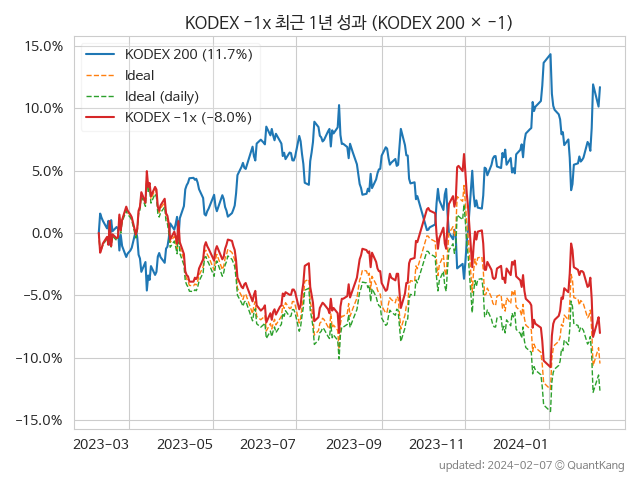 KODEX -1x 최근 1년 성과 (KODEX 200 × -1)
15.0%
10.0%
5.0%
0.0%
-5.0%
-10.0%
-15.0%
KODEX 200 (11.7%)
Ideal
Ideal (daily)
KODEX -1x (-8.0%)
2023-03
2023-05
2023-07
2023-09
2023-11
2024-01
updated: 2024-02-07 © QuantKang